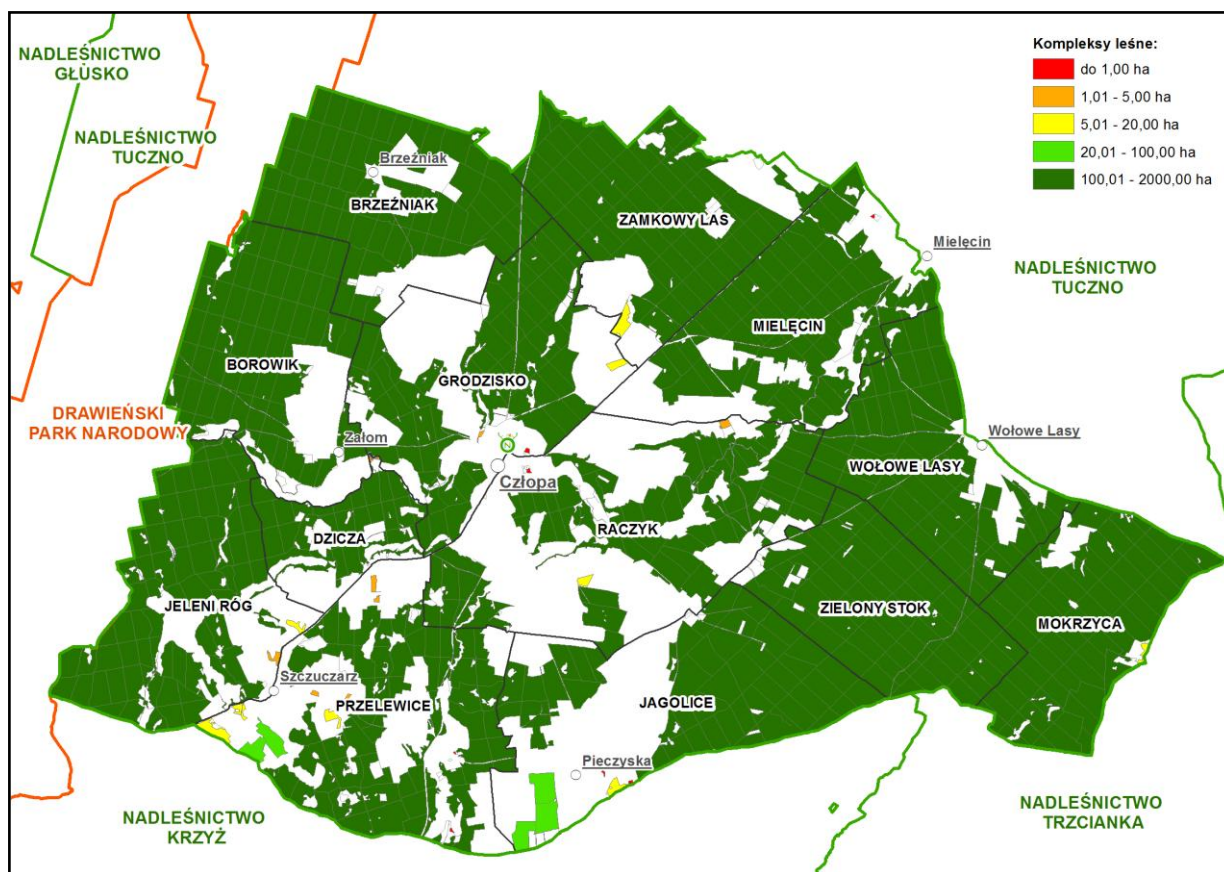 NADLEŚNICTWO
GŁUSKO
NADLEŚNICTWO
TUCZNO
Kompleksy leśne:
do 1,00 ha
1,01 - 5,00 ha
5,01 - 20,00 ha
20,01 - 100,00 ha
100,01 - 2000,00 ha
Brzeźniak
BRZEŹNIAK
ZAMKOWY LAS
Mielęcin
NADLEŚNICTWO
TUCZNO
MIELĘCIN
BOROWIK
GRODZISKO
DRAWIEŃSKI
PARK NARODOWY
Załom
Wołowe Lasy
WOŁOWE LASY
Człopa
RACZYK
DZICZA
JELENI RÓG
ZIELONY STOK
MOKRZYCA
Szczuczarz
PRZELEWICE
JAGOLICE
Pieczyska
NADLEŚNICTWO
KRZYŻ
NADLEŚNICTWO
TRZCIANKA